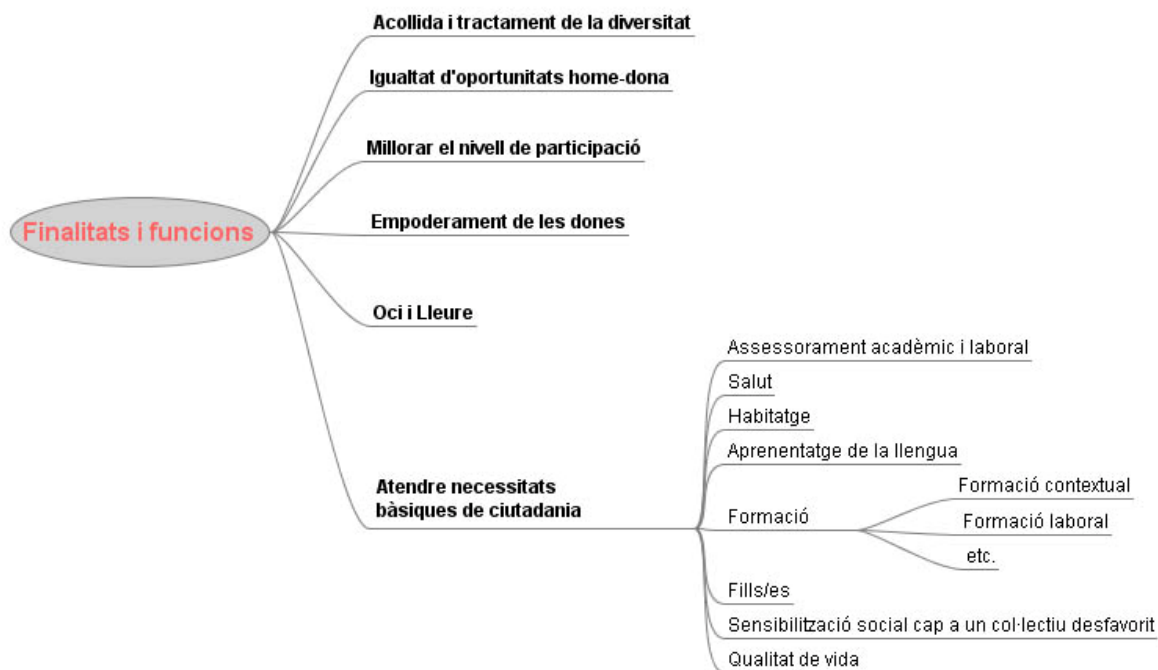 Finalitats i funcions
Acollida i tractament de la diversitat
Igualtat d'oportunitats home-dona
Millorar el nivell de participació
Empoderament de les dones
Oci i Lleure
Atendre necessitats
bàsiques de ciutadania
Assessorament acadèmic i laboral
Salut
Habitatge
Aprenentatge de la llengua
Formació
Formació contextual
Formació laboral
etc.
Fills/es
Sensibilització social cap a un col·lectiu desfavorit
Qualitat de vida